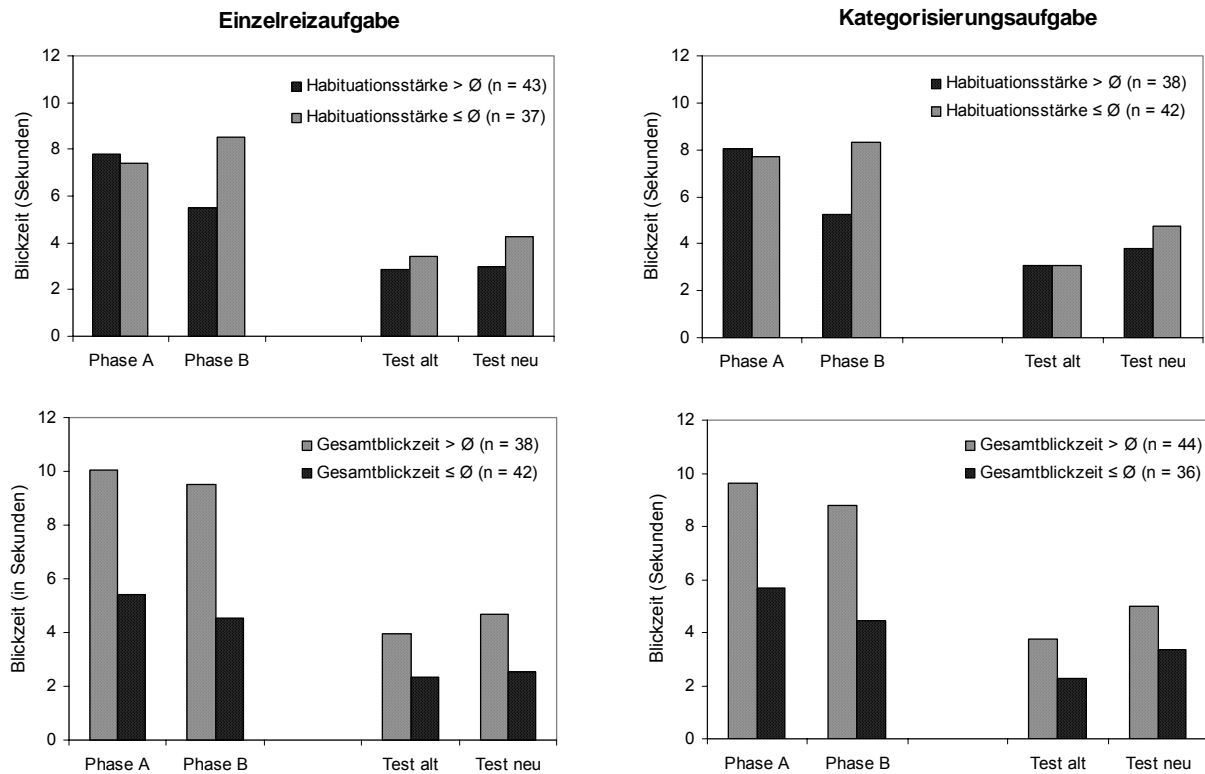 Einzelreizaufgabe
Blickzeit (Sekunden)
12
10
8
6
4
2
0
Habituationsstärke > Ø (n = 43)
Habituationsstärke ≤ Ø (n = 37)
Phase A Phase B Test alt Test neu
Kategorisierungsaufgabe
Blickzeit (Sekunden)
12
10
8
6
4
2
0
Habituationsstärke > Ø (n = 38)
Habituationsstärke ≤ Ø (n = 42)
Phase A Phase B Test alt Test neu
Blickzeit (in Sekunden)
12
10
8
6
4
2
0
Gesamtblickzeit > Ø (n = 38)
Gesamtblickzeit ≤ Ø (n = 42)
Phase A Phase B Test alt Test neu
Blickzeit (Sekunden)
12
10
8
6
4
2
0
Gesamtblickzeit > Ø (n = 44)
Gesamtblickzeit ≤ Ø (n = 36)
Phase A Phase B Test alt Test neu